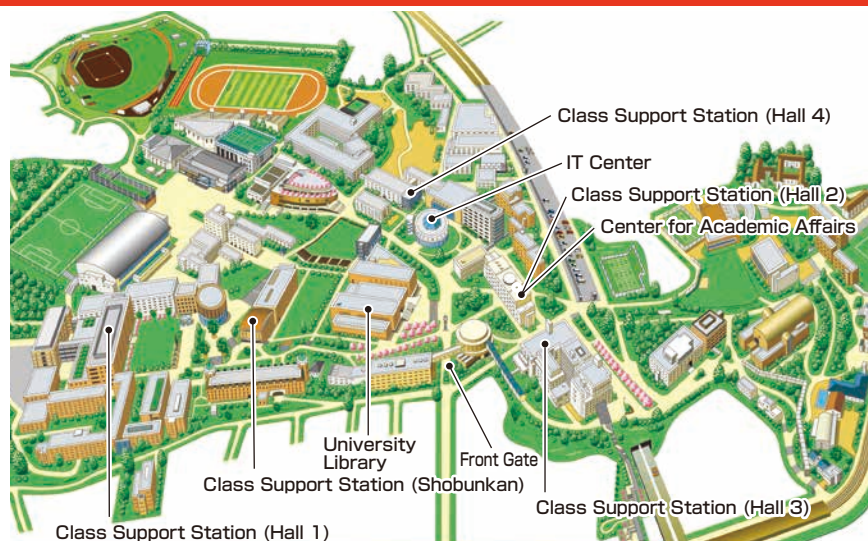 Class Support Station (Hall 4)
IT Center
Class Support Station (Hall 2)
Center for Academic Affairs
University
Library
Front Gate
Class Support Station (Shobunkan)
Class Support Station (Hall 3)
Class Support Station (Hall 1)